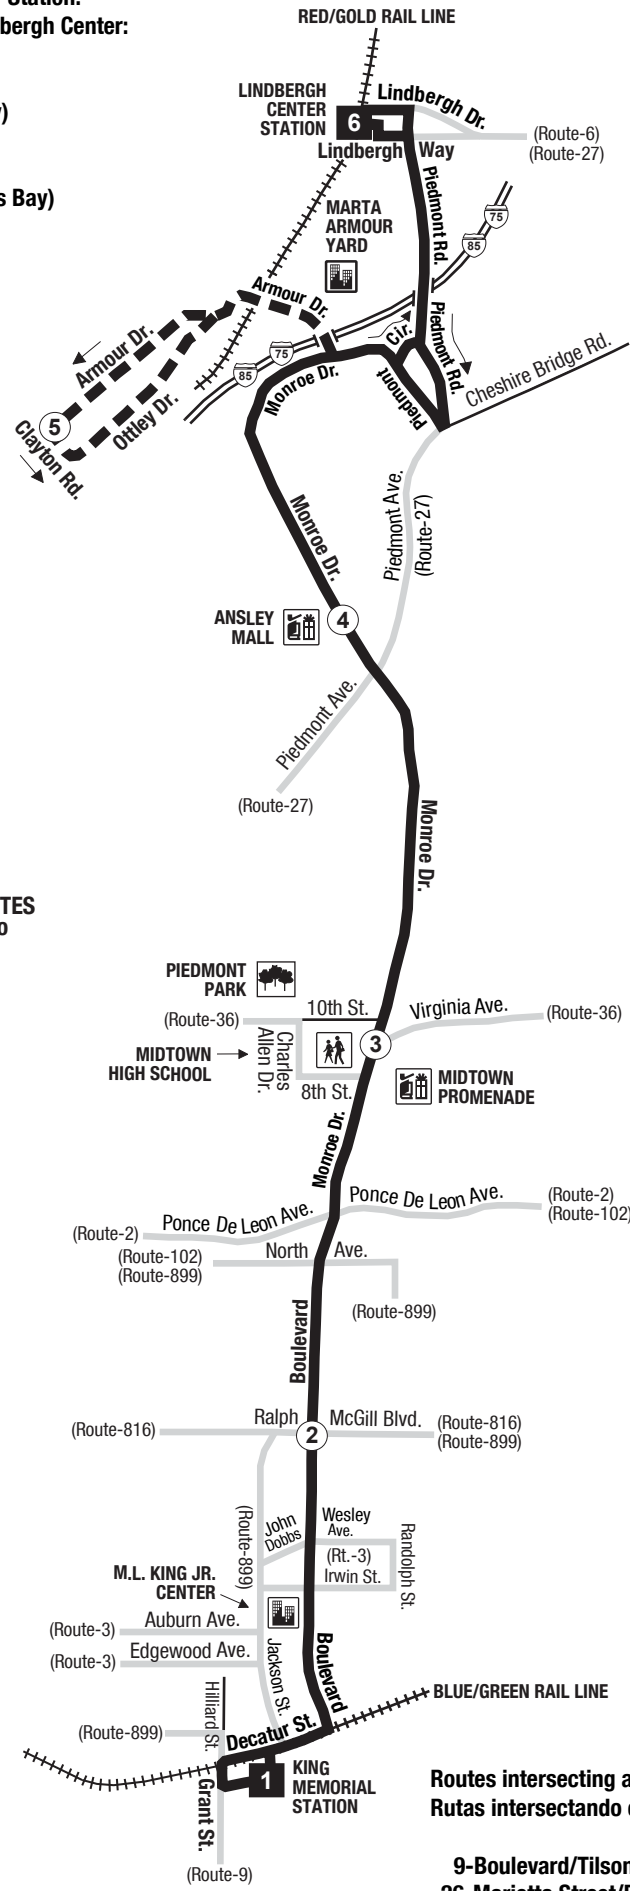 Station:
bergh Center:
RED/GOLD RAIL LINE
LINDBERGH
CENTER
STATION
6
Lindbergh Dr.
Lindbergh Way
(Route-6)
(Route-27)
s Bay)
MARTA
ARMOUR
YARD
Piedmont Rd.
75
85
Armour Dr.
Armour Dr.
Cir.
Piedmont Rd.
75
85
Monroe Dr.
Piedmont
Cheshire Bridge Rd.
5
Ottley Dr.
Clayton Rd.
Monroe Dr.
Piedmont Ave.
(Route-27)
ANSLEY
MALL
4
Piedmont Ave.
(Route-27)
Monroe Dr.
TES
o
PIEDMONT
PARK
10th St.
Virginia Ave.
(Route-36)
(Route-36)
Charles
Allen Dr.
3
MIDTOWN
HIGH SCHOOL
8th St.
MIDTOWN
PROMENADE
Monroe Dr.
Ponce De Leon Ave.
Ponce De Leon Ave.
(Route-2)
(Route-102)
(Route-2)
(Route-102)
(Route-899)
North Ave.
(Route-899)
Boulevard
Ralph McGill Blvd.
(Route-816)
2
(Route-816)
(Route-899)
(Route-899)
John
Dobbs
Wesley
Ave.
(Rt.-3)
Irwin St.
Randolph St.
M.L. KING JR.
CENTER
Auburn Ave.
(Route-3)
Edgewood Ave.
(Route-3)
Jackson St.
Boulevard
BLUE/GREEN RAIL LINE
Hilliard St.
(Route-899)
Decatur St.
1
KING
MEMORIAL
STATION
Grant St.
(Route-9)
Routes intersecting a
Rutas intersectando
9-Boulevard/Tilson